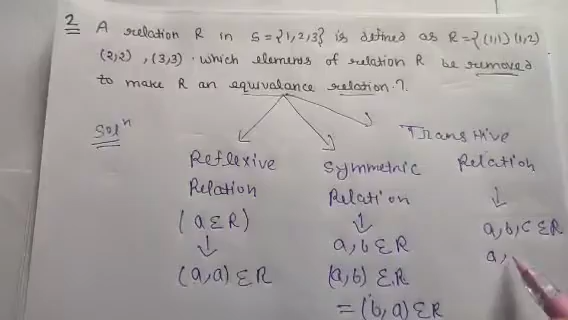 2 A relation R in S = {1,2,3} is defined as R = {(1,1) (1,2)
(2,2) , (3,3) . which elements of relation R be removed
to make R an equivalance relation.?
Solⁿ
Reflexive
Relation
(a Σ R)
↓
(a,a) Σ R
Symmetric
Relation
↓
a, b Σ R
(a,b) Σ R
= (b,a) Σ R
Transitive
Relation
↓
a,b,c Σ R
a,